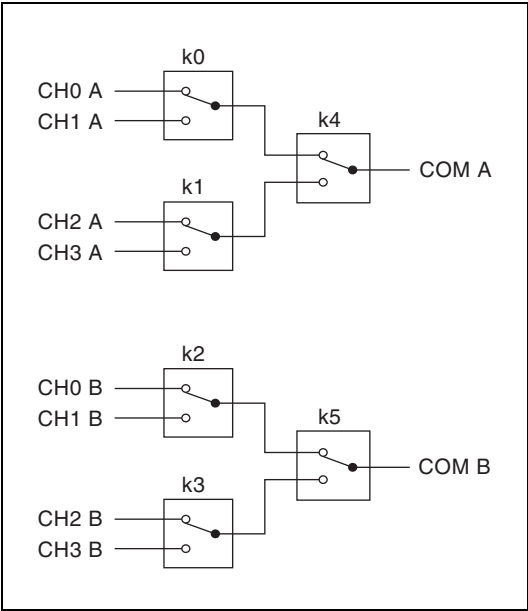 k0
CH0 A
CH1 A
k4
COM A
k1
CH2 A
CH3 A
k2
CH0 B
CH1 B
k5
COM B
k3
CH2 B
CH3 B